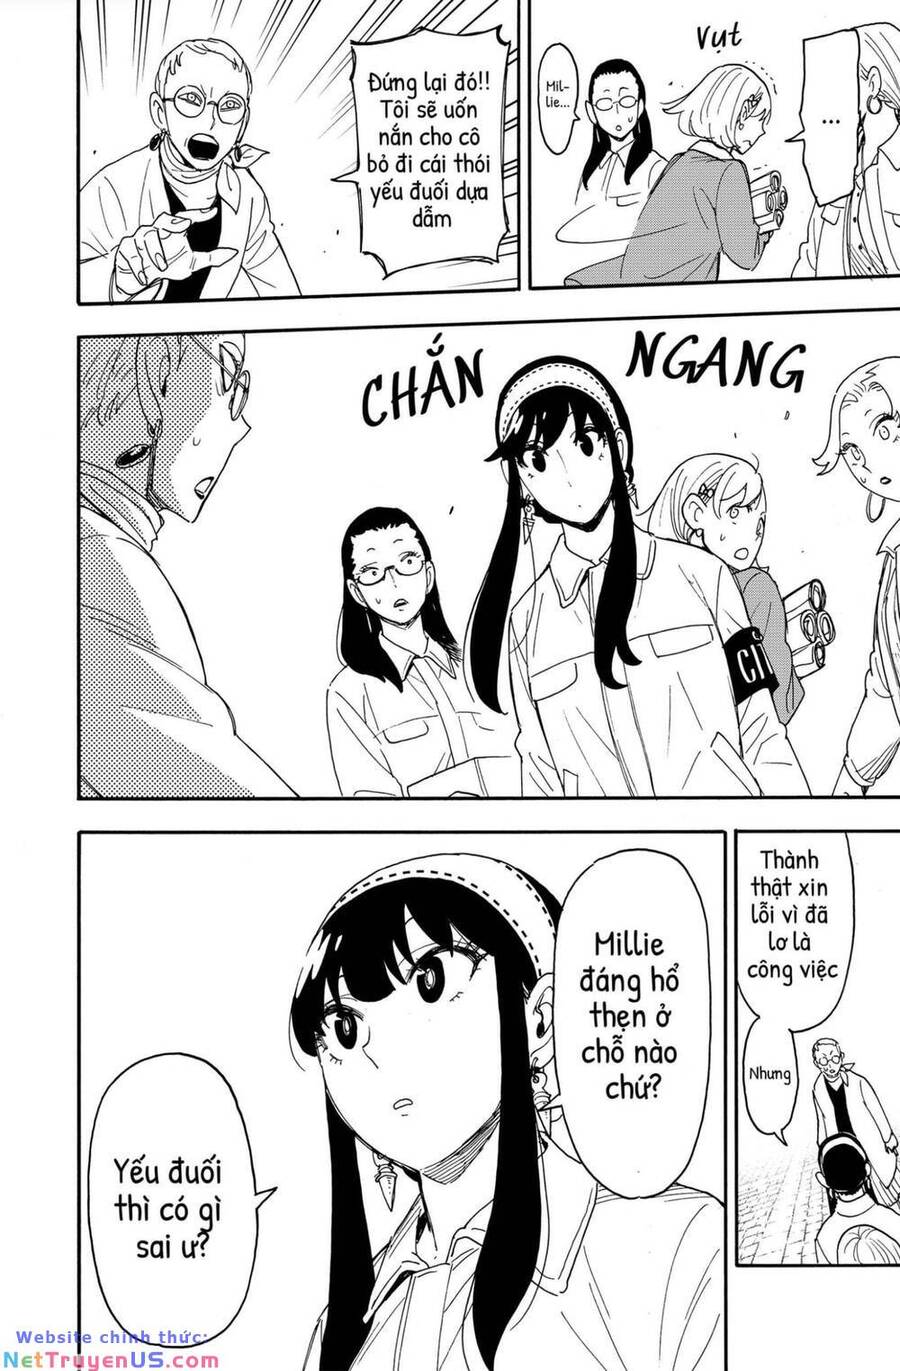 ...
Vụt
Mil-
lie...
Đứng lại đó!!
Tôi sẽ uốn
nắn cho cô
bỏ đi cái thói
yếu đuối dựa
dẫm
CHẮN NGANG
Thành
thật xin
lỗi vì đã
lơ là
công việc
Nhưng
Millie
đáng hổ
thẹn ở
chỗ nào
chứ?
Yếu đuối
thì có gì
sai ư?
Website chính thức:
NetTruyenUS.com